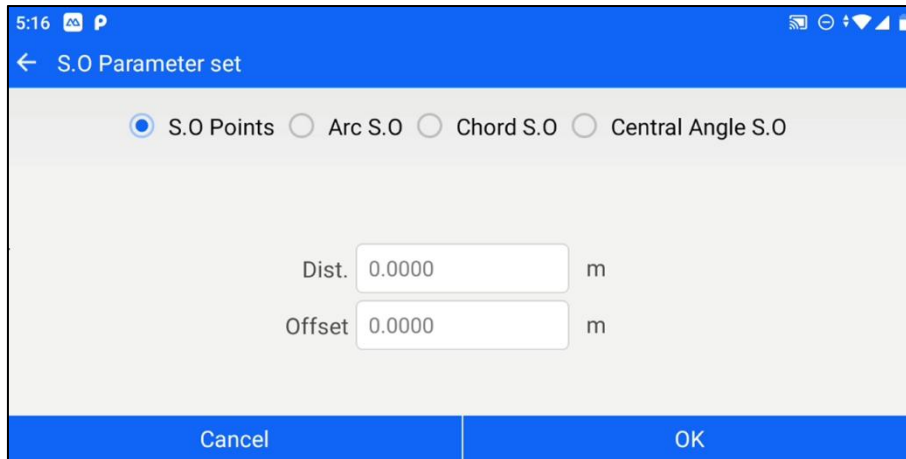 5:16
← S.O Parameter set
S.O Points Arc S.O Chord S.O Central Angle S.O
Dist. 0.0000 m
Offset 0.0000 m
Cancel OK